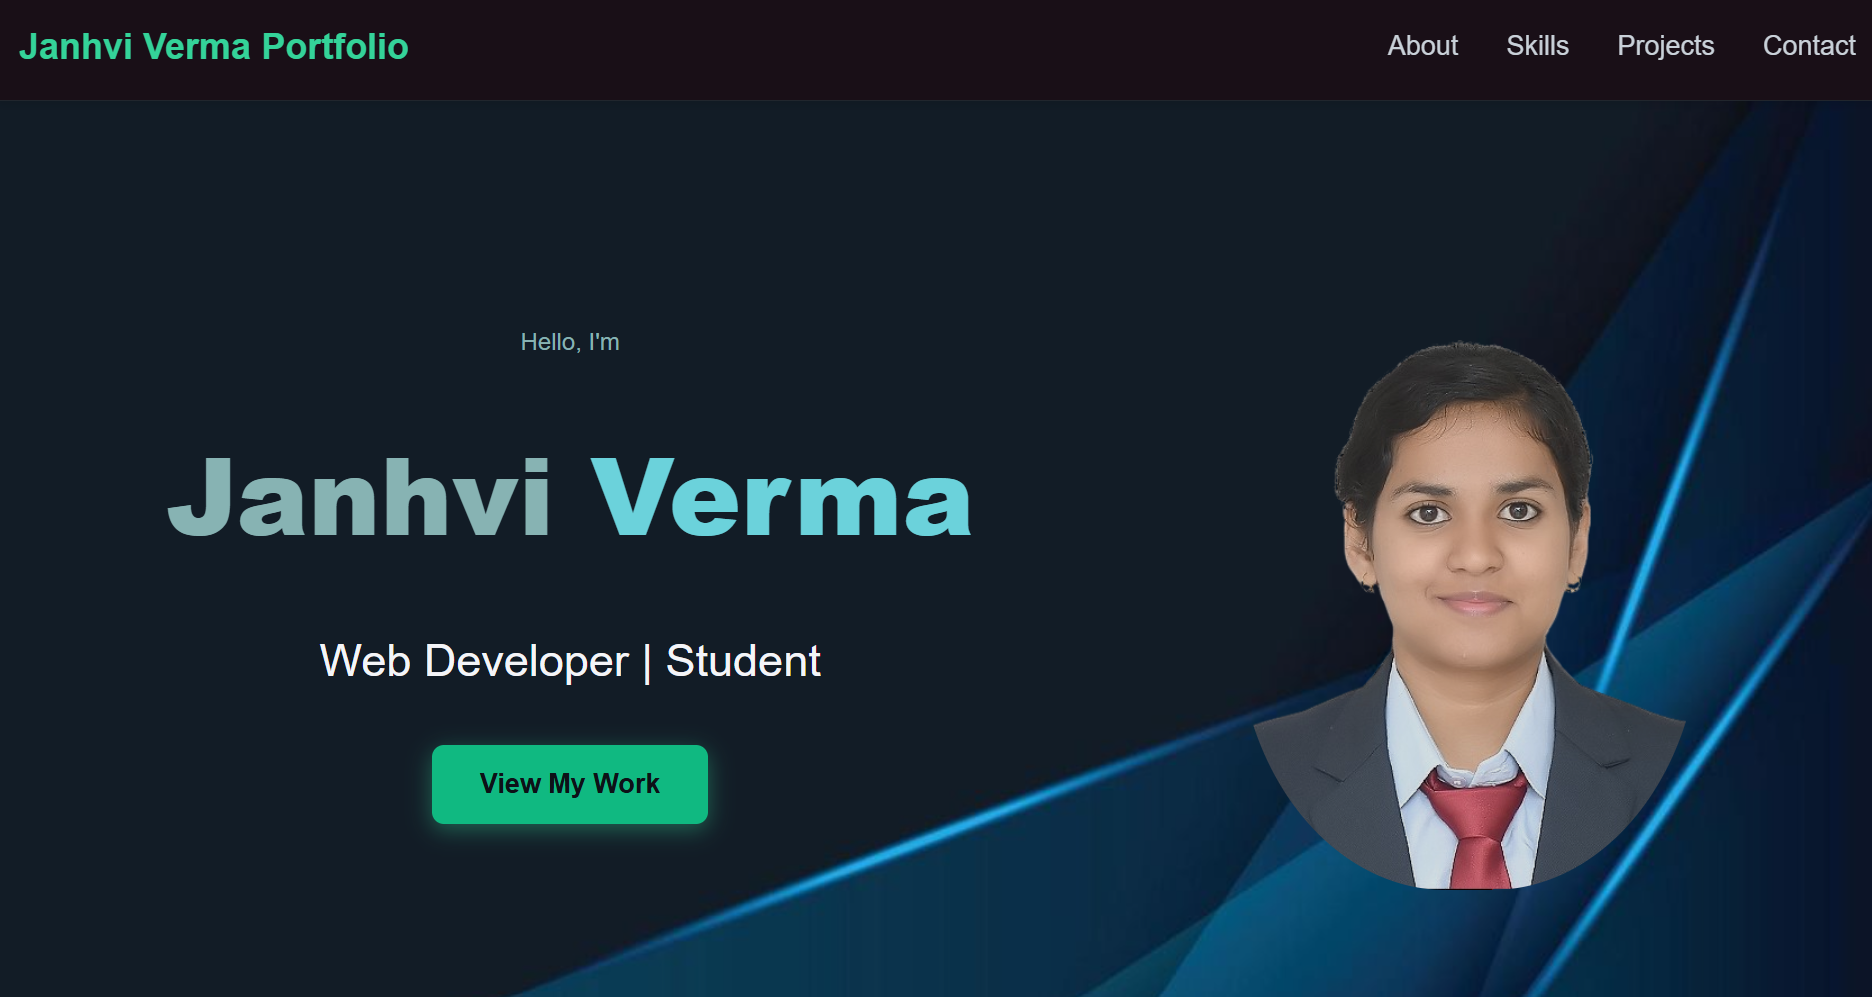 Janhvi Verma Portfolio
About Skills Projects Contact
Hello, I'm
Janhvi Verma
Web Developer | Student
View My Work